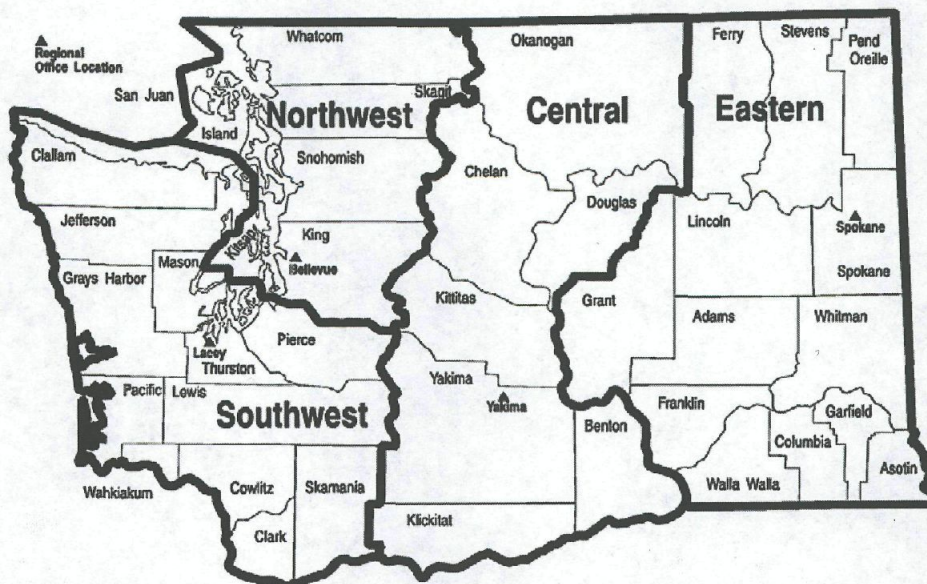 ▲
Regional
Office Location
Whatcom
Okanogan
Ferry
Stevens
Pend
Oreille
San Juan
Skagit
Island
Northwest
Central
Eastern
Clallam
Snohomish
Chelan
Jefferson
Douglas
Lincoln
King
Kitsap
Bellevue
Spokane
Mason
Grays Harbor
Kittitas
Grant
Spokane
Adams
Whitman
Pierce
Lacey
Thurston
Pacific
Lewis
Yakima
Yakima
Southwest
Benton
Franklin
Garfield
Columbia
Asotin
Wahkiakum
Cowlitz
Skamania
Walla Walla
Klickitat
Clark